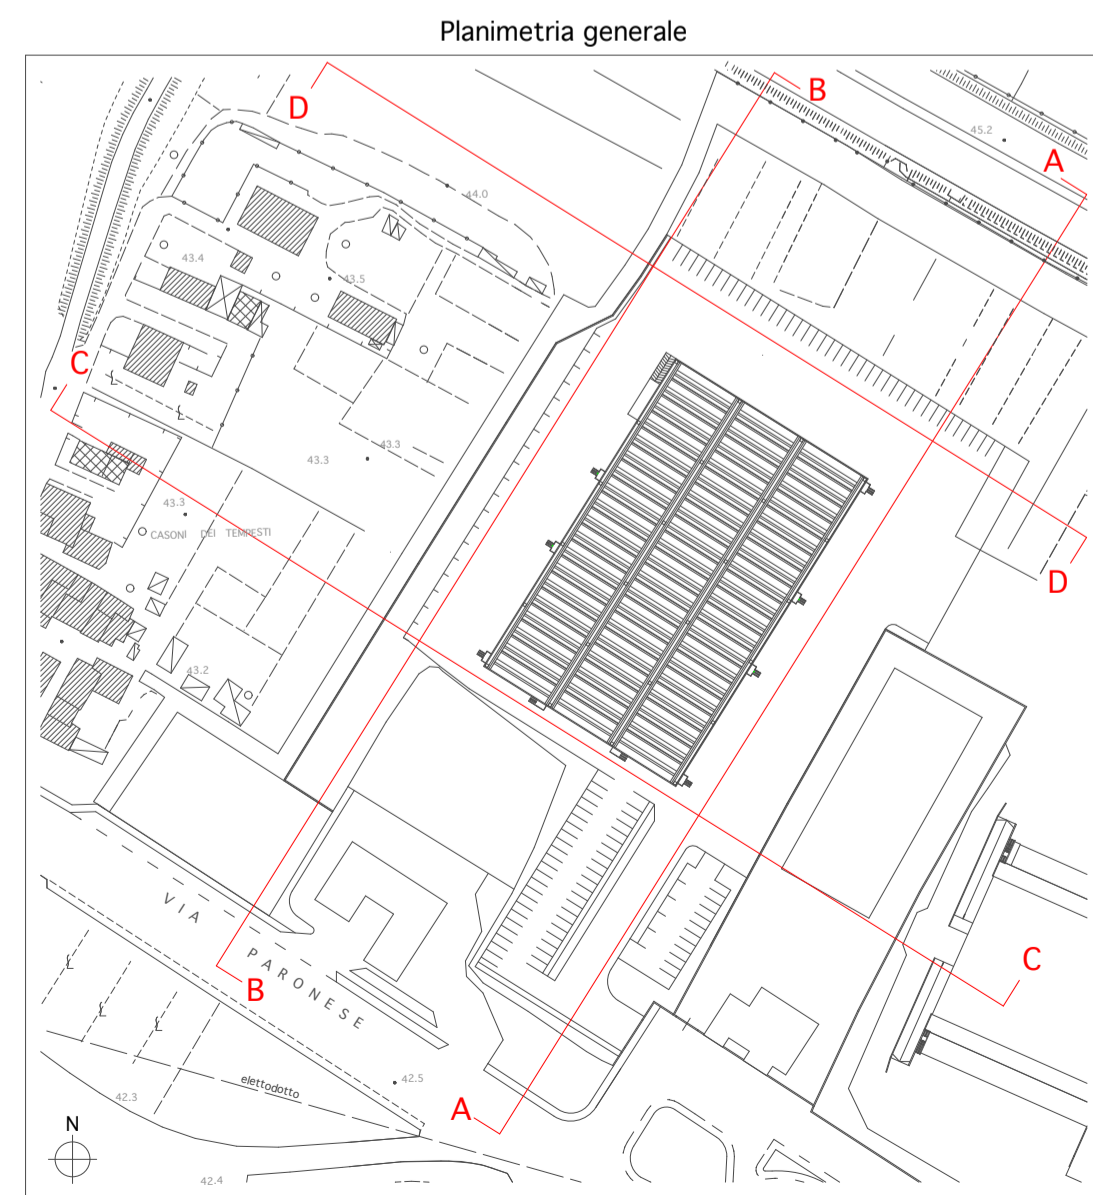 Planimetria generale
D
B
45.2
A
44.0
43.4
43.5
C
43.3
43.3
43.3
CASONI DEI TEMPESTI
D
43.2
VIA PARONESE
C
B
42.5
elettodotto
42.3
A
N
42.4